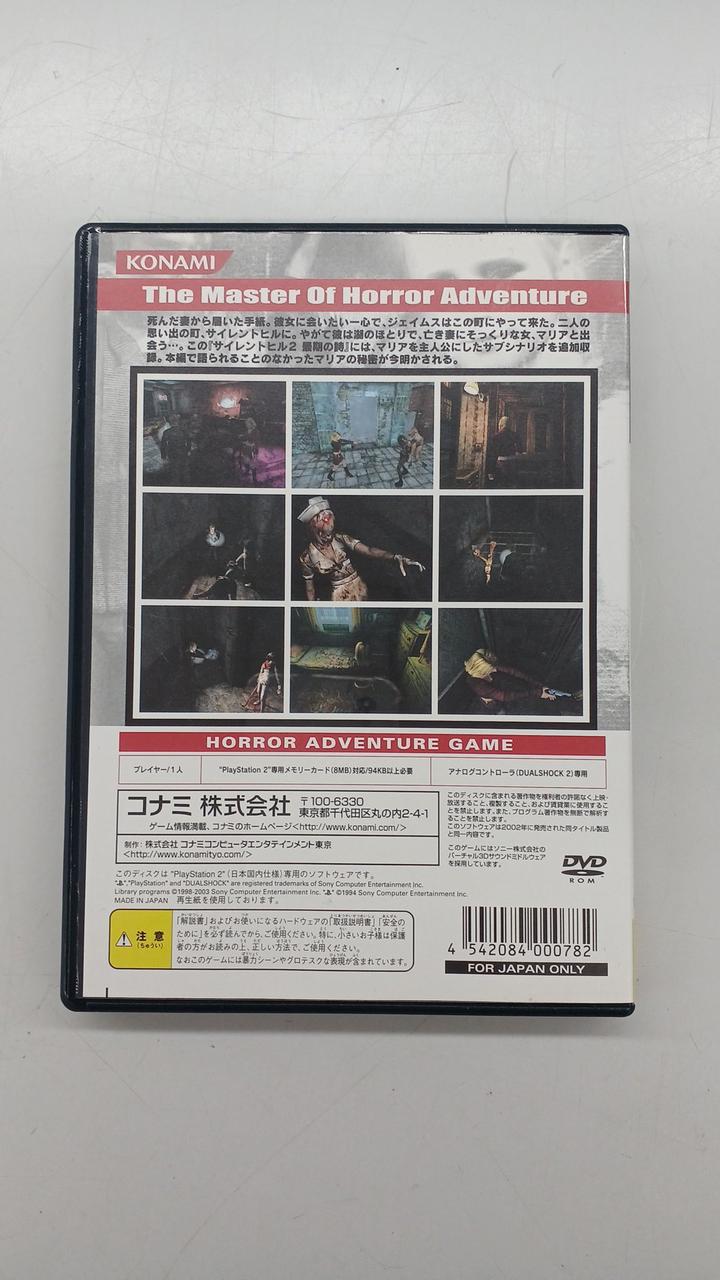 KONAMI
The Master Of Horror Adventure
死んだ妻から届いた手紙。彼女に会いたい一心で、ジェイムスはこの町にやって来た。二人の
思い出の町、サイレントヒルに。やがて彼は湖のほとりで、亡き妻にそっくりな女、マリアと出
会う…。この『サイレントヒル2 最期の詩』には、マリアを主人公にしたサブシナリオを追加収
録。本編で語られることのなかったマリアの秘密が今明かされる。
HORROR ADVENTURE GAME
プレイヤー/1人
"PlayStation 2"専用メモリーカード(8MB)対応/94KB以上必要
アナログコントローラ(DUALSHOCK 2)専用
コナミ 株式会社 〒100-6330
東京都千代田区丸の内2-4-1
ゲーム情報満載、コナミのホームページ<http://www.konami.com/>
制作: 株式会社 コナミコンピュータエンタテインメント東京
<http://www.konamityo.com/>
このディスクに含まれる著作物を権利者の許諾なく上映・
放送すること、複製すること、および賃貸業に使用するこ
とを禁止します。また、プログラム著作物を無断で解析す
ることを禁止します。
このソフトウェアは2002年に発売された同タイトル製品
と同一内容です。
このゲームにはソニー株式会社の
バーチャル3Dサウンドミドルウェア
を採用しています。
DVD
ROM
このディスクは"PlayStation 2"(日本国内仕様)専用のソフトウェアです。
"PlayStation" and "DUALSHOCK" are registered trademarks of Sony Computer Entertainment Inc.
Library programs ©1998-2003 Sony Computer Entertainment Inc. ©1994 Sony Computer Entertainment Inc.
MADE IN JAPAN 再生紙を使用しております。
注意
(ちゅうい)
「解説書」およびお使いになるハードウェアの「取扱説明書」「安全の
ために」を必ず読んでから、ご使用ください。特に、小さいお子様は保護
者の方がお読みの上、正しい方法で、ご使用ください。
なおこのゲームには暴力シーンやグロテスクな表現が含まれています。
4 542084 000782
FOR JAPAN ONLY